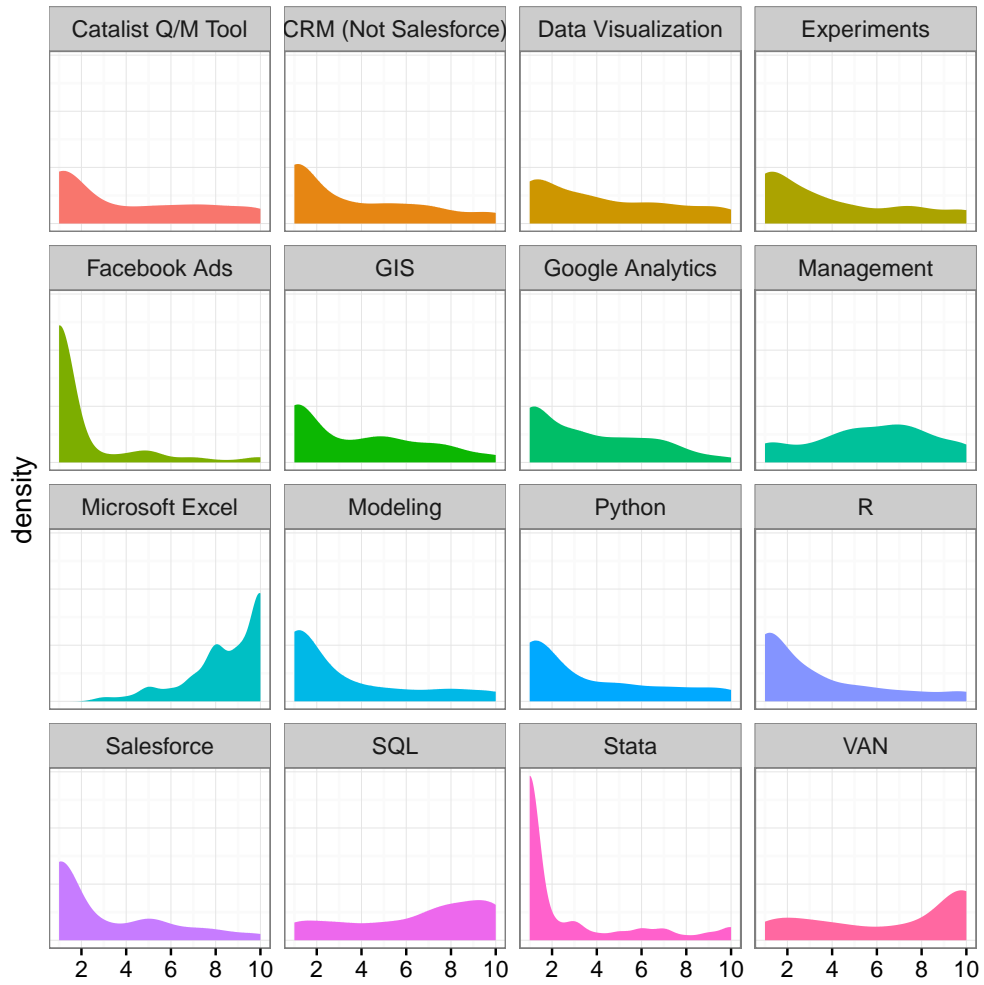 Catalist Q/M Tool
CRM (Not Salesforce)
Data Visualization
Experiments
Facebook Ads
GIS
Google Analytics
Management
density
Microsoft Excel
Modeling
Python
R
Salesforce
SQL
Stata
VAN
2 4 6 8 10
2 4 6 8 10
2 4 6 8 10
2 4 6 8 10